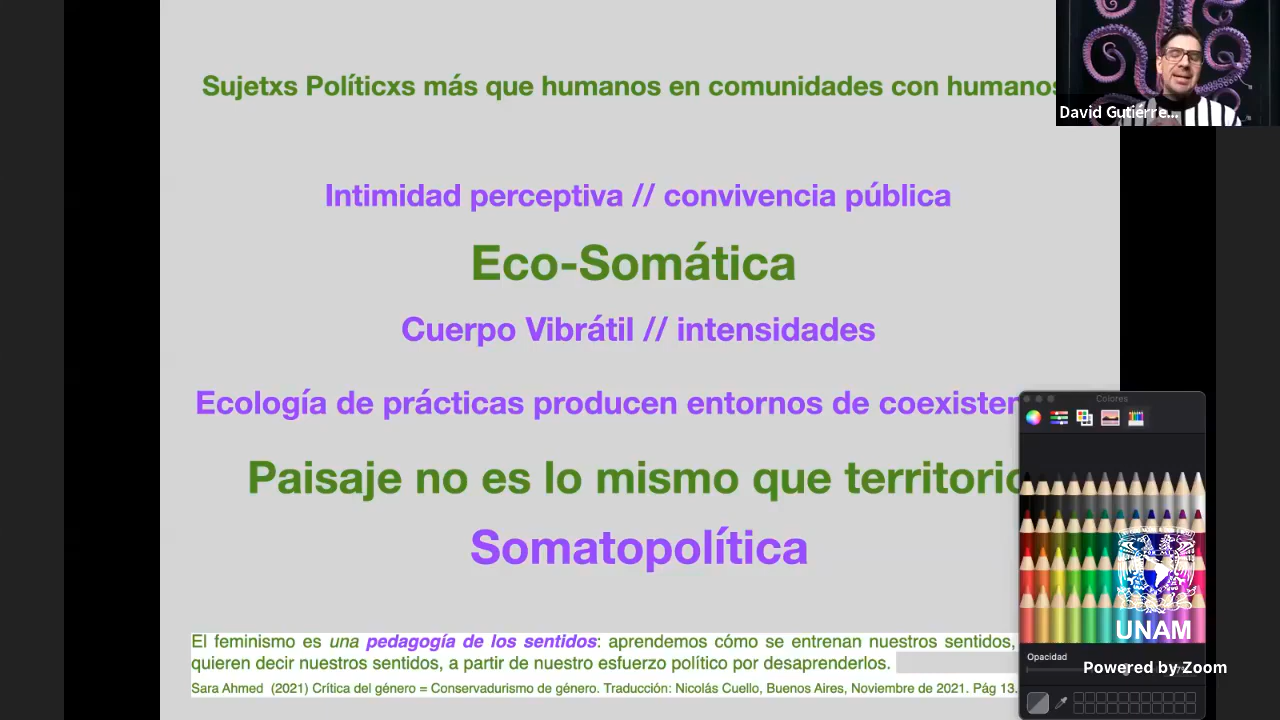 Sujetxs Políticxs más que humanos en comunidades con humanos
David Gutiérre...
Intimidad perceptiva // convivencia pública
Eco-Somática
Cuerpo Vibrátil // intensidades
Ecología de prácticas producen entornos de coexisten
Colores
Paisaje no es lo mismo que territorio
Somatopolítica
UNAM
El feminismo es una pedagogía de los sentidos: aprendemos cómo se entrenan nuestros sentidos,
quieren decir nuestros sentidos, a partir de nuestro esfuerzo político por desaprenderlos.
Opacidad
Powered by Zoom
Sara Ahmed (2021) Crítica del género = Conservadurismo de género. Traducción: Nicolás Cuello, Buenos Aires, Noviembre de 2021. Pág 13.